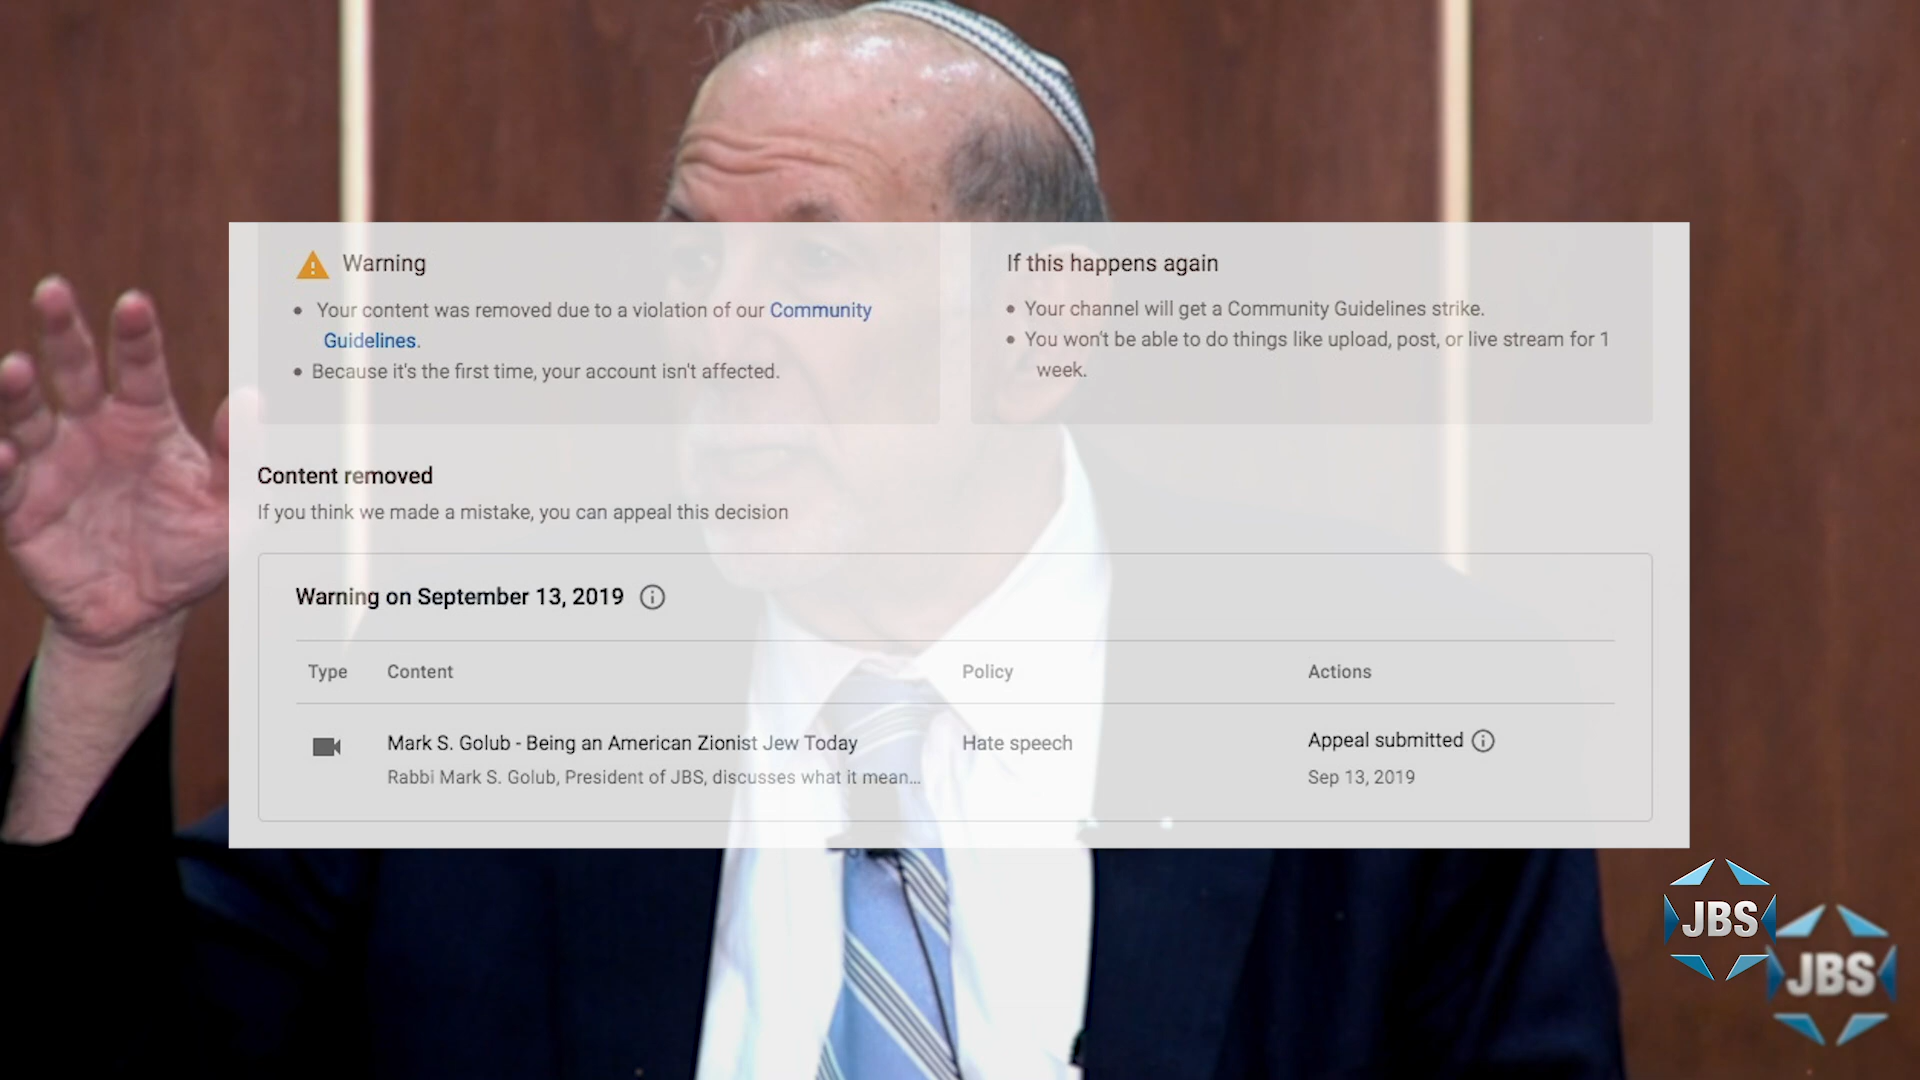 Warning
Your content was removed due to a violation of our Community
Guidelines.
Because it's the first time, your account isn't affected.
If this happens again
Your channel will get a Community Guidelines strike.
You won't be able to do things like upload, post, or live stream for 1
week.
Content removed
If you think we made a mistake, you can appeal this decision
Warning on September 13, 2019
Type Content Policy Actions
Mark S. Golub - Being an American Zionist Jew Today Hate speech Appeal submitted
Rabbi Mark S. Golub, President of JBS, discusses what it mean... Sep 13, 2019
JBS
JBS